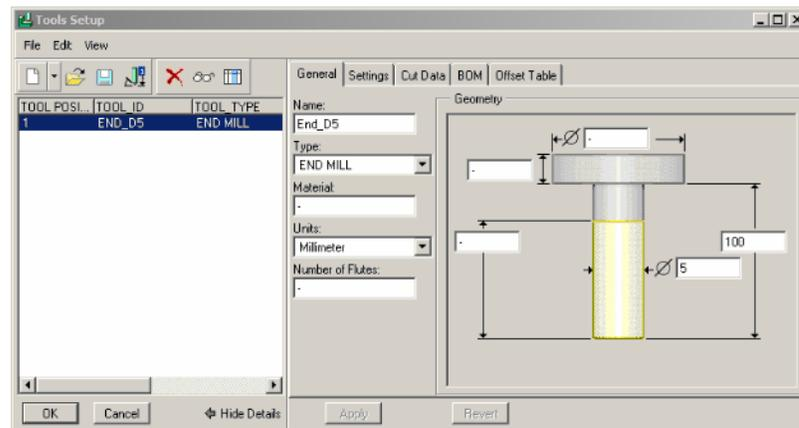 Tools Setup
File Edit View
TOOL POSI... TOOL_ID TOOL_TYPE
1 END_D5 END MILL
General Settings Cut Data BOM Offset Table
Name:
End_D5
Type:
END MILL
Material:
-
Units:
Millimeter
Number of Flutes:
-
Geometry
Ø -
-
-
100
Ø 5
OK Cancel Hide Details Apply Revert